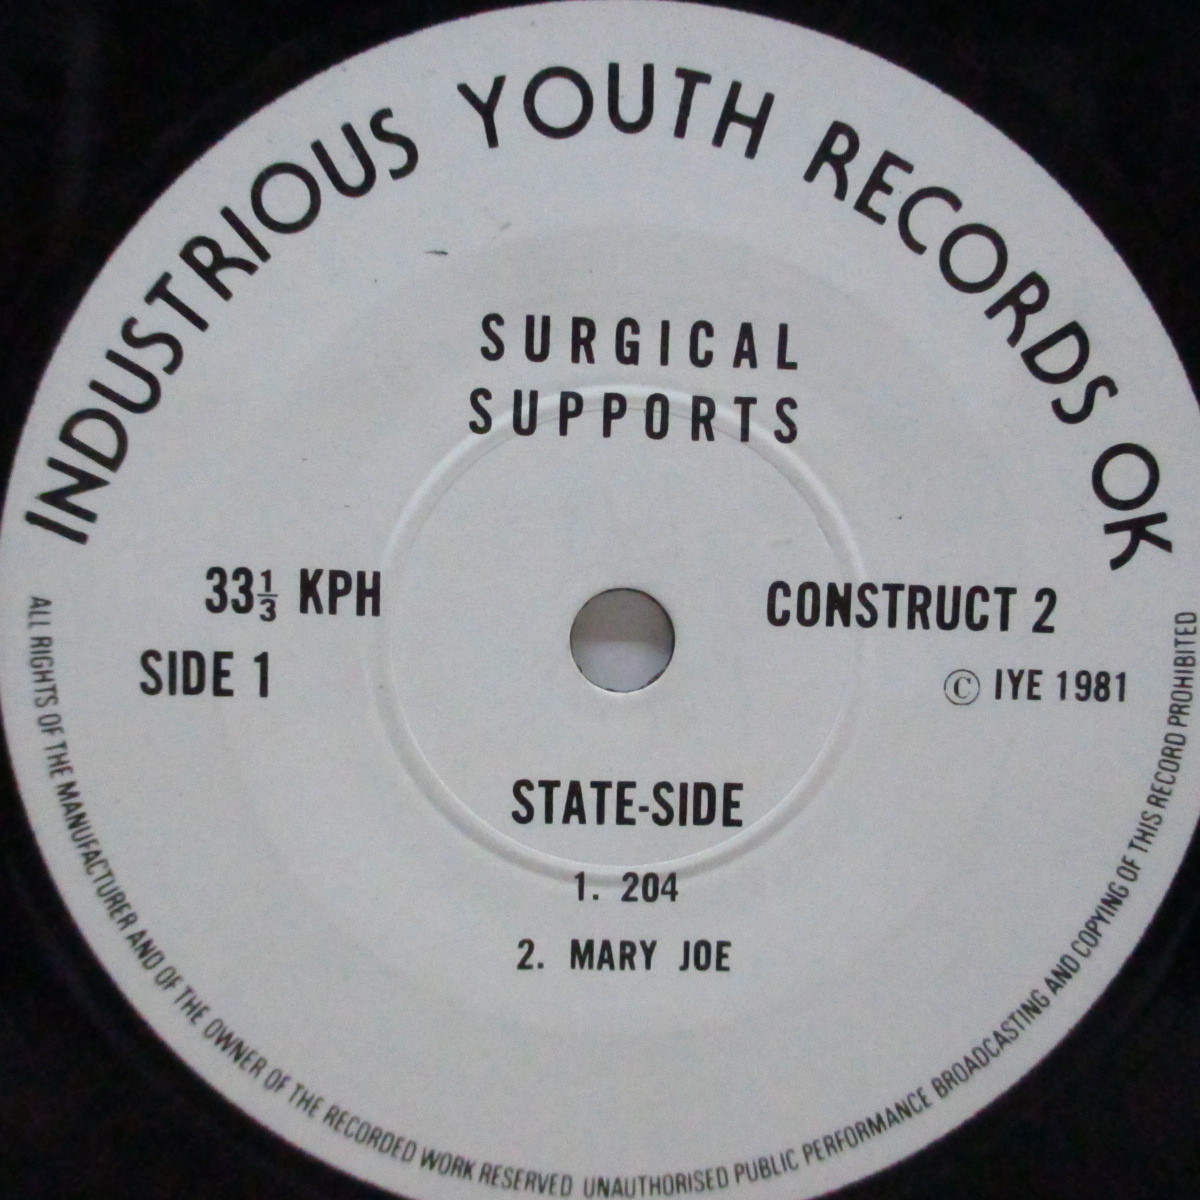 INDUSTRIOUS YOUTH RECORDS OK
SURGICAL
SUPPORTS
33⅓ KPH
SIDE 1
CONSTRUCT 2
© IYE 1981
STATE-SIDE
1. 204
2. MARY JOE
ALL RIGHTS OF THE MANUFACTURER AND OF THE OWNER OF THE RECORDED WORK RESERVED UNAUTHORISED PUBLIC PERFORMANCE BROADCASTING AND COPYING OF THIS RECORD PROHIBITED